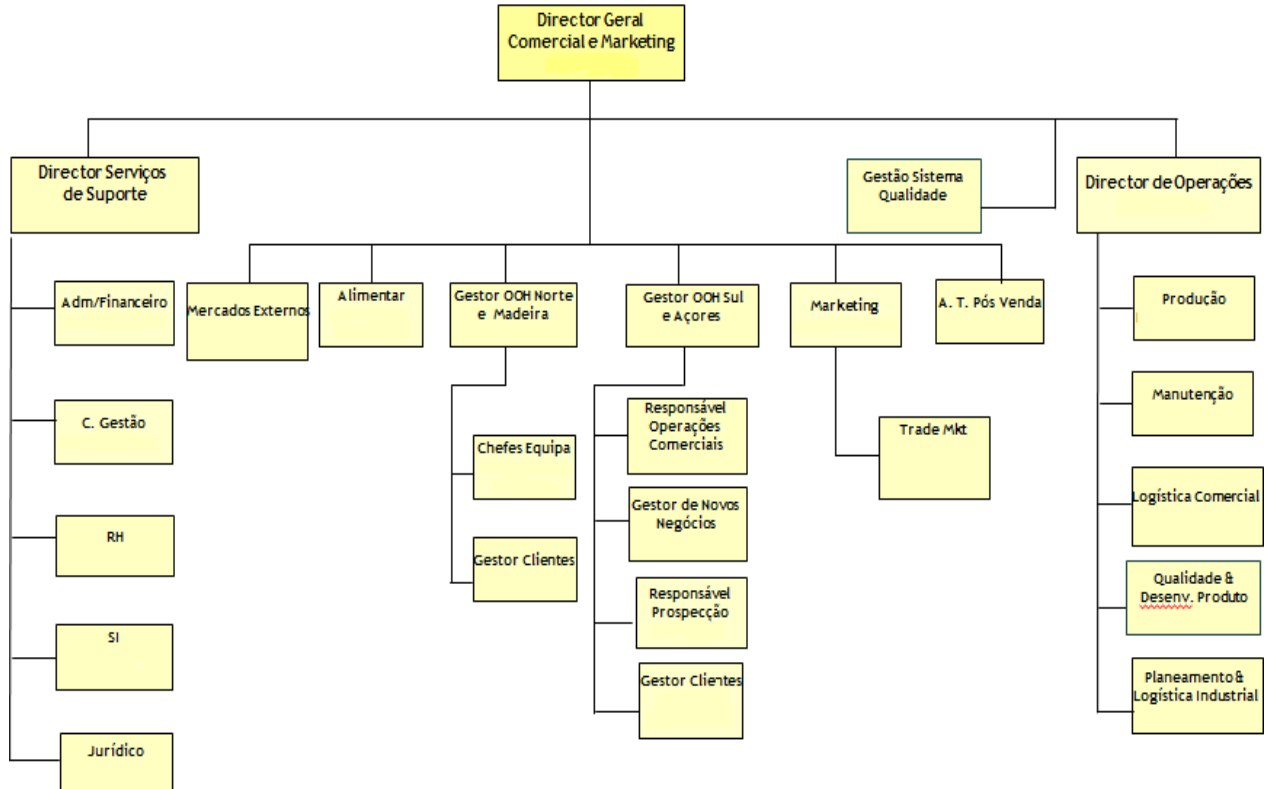 Director Geral
Comercial e Marketing
Director Serviços
de Suporte
Gestão Sistema
Qualidade
Director de Operações
Adm/Financeiro
C. Gestão
RH
SI
Jurídico
Mercados Externos
Alimentar
Gestor OOH Norte
e Madeira
Gestor OOH Sul
e Açores
Marketing
A. T. Pós Venda
Chefes Equipa
Gestor Clientes
Responsável
Operações
Comerciais
Gestor de Novos
Negócios
Responsável
Prospecção
Gestor Clientes
Trade Mkt
Produção
Manutenção
Logística Comercial
Qualidade &
Desenv. Produto
Planeamento &
Logística Industrial